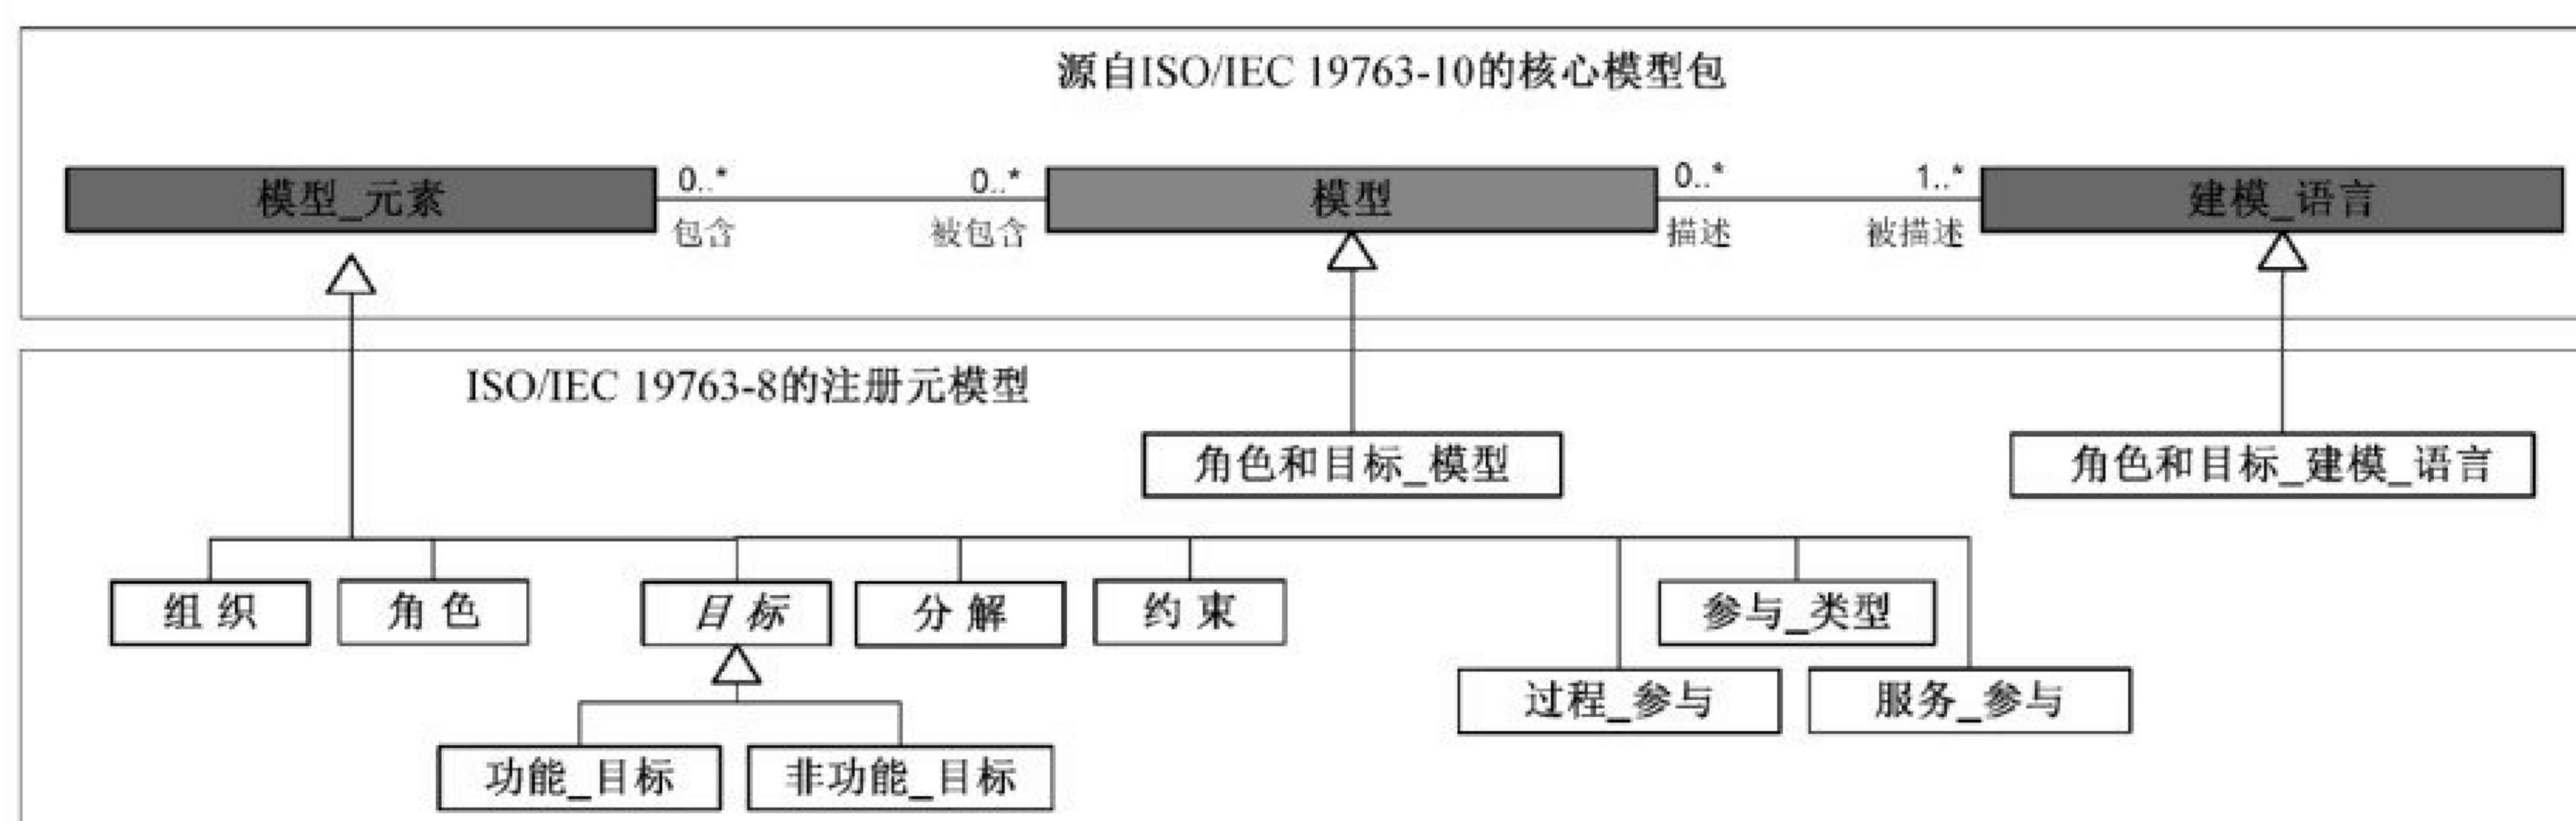 源自ISO/IEC 19763-10的核心模型包
模型_元素
0..*
0..*
模型
0..*
1..*
建模_语言
包含
被包含
描述
被描述
ISO/IEC 19763-8的注册元模型
角色和目标_模型
角色和目标_建模_语言
组 织
角 色
目 标
分 解
约 束
参与_类型
过程_参与
服务_参与
功能_目标
非功能_目标